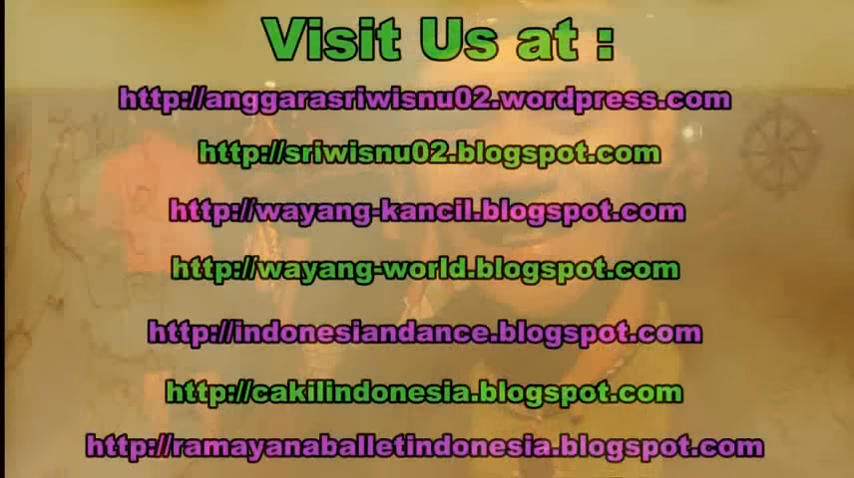 Visit Us at :
http://anggarasriwisnu02.wordpress.com
http://sriwisnu02.blogspot.com
http://wayang-kancil.blogspot.com
http://wayang-world.blogspot.com
http://indonesiandance.blogspot.com
http://cakilindonesia.blogspot.com
http://ramayanaballetindonesia.blogspot.com